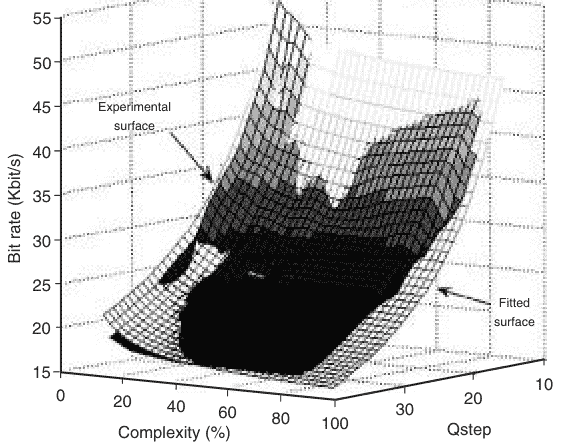 55
50
45
40
35
30
25
20
15
Bit rate (Kbit/s)
Experimental
surface
Fitted
surface
0
20
40
60
80
100
Complexity (%)
30
20
10
Qstep